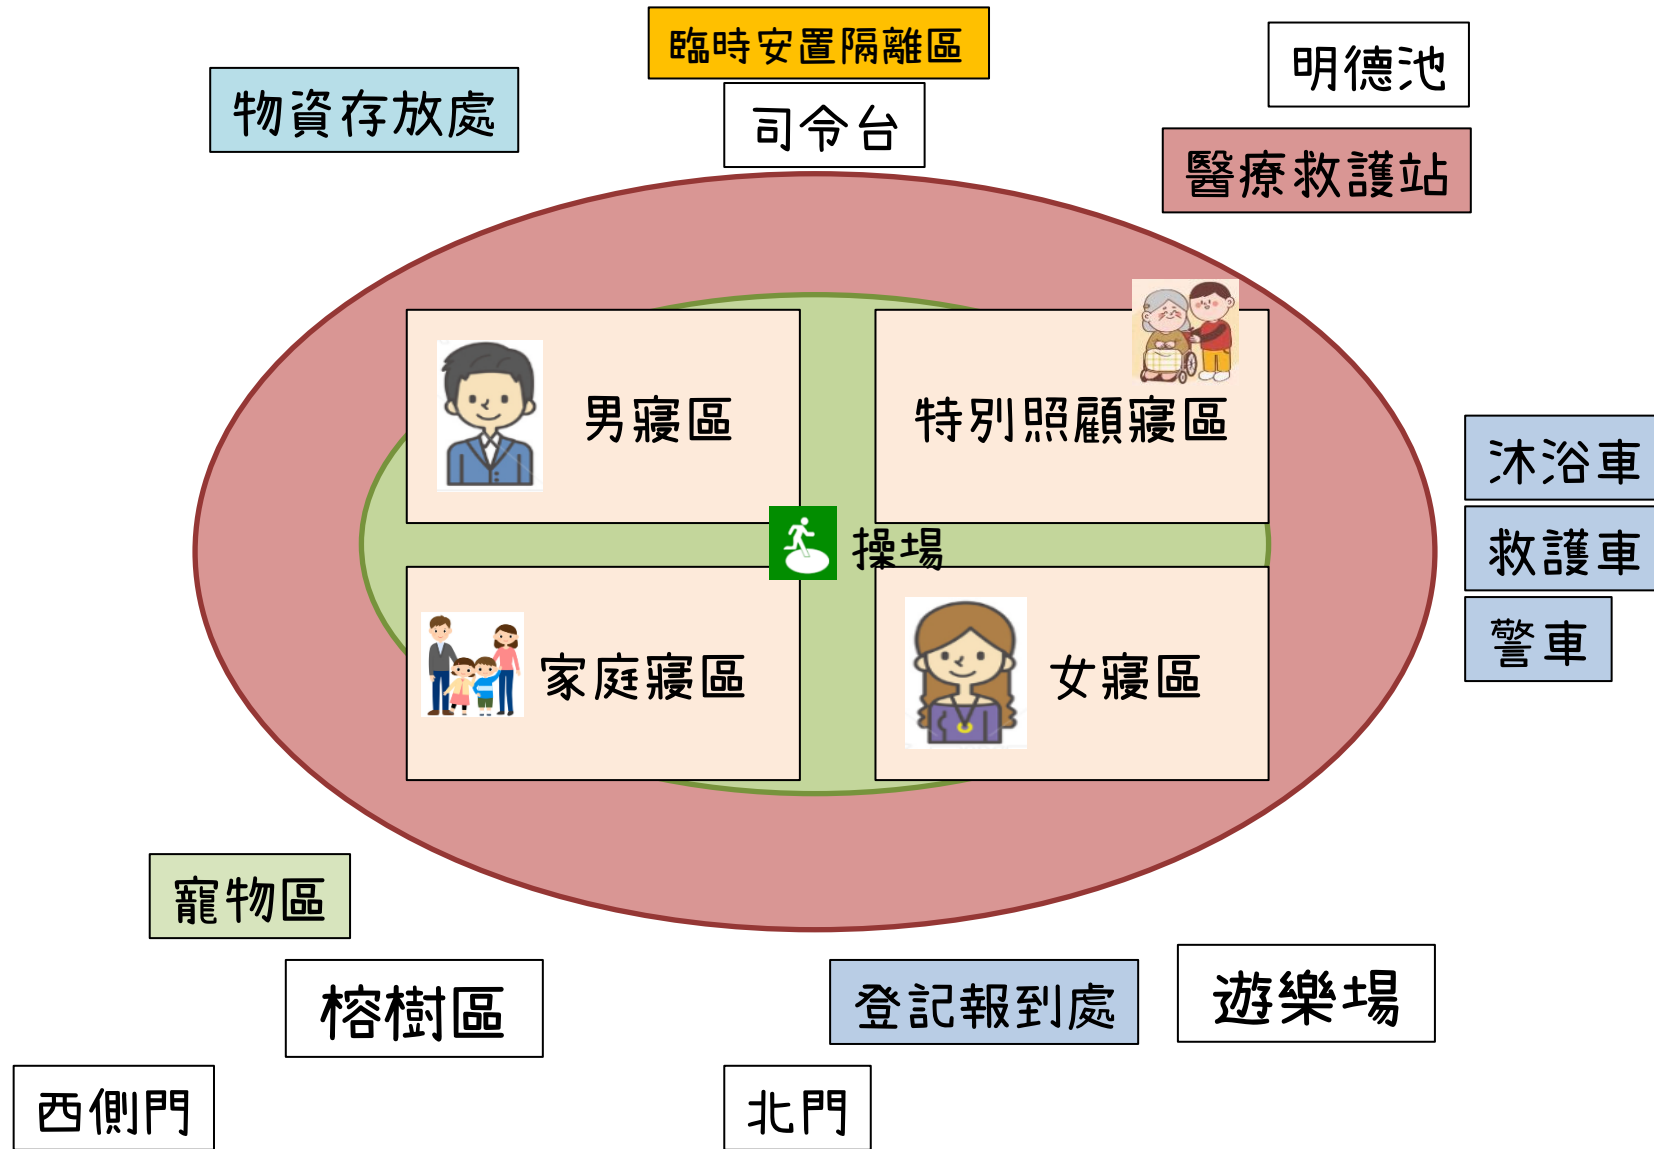 臨時安置隔離區
明德池
物資存放處
司令台
醫療救護站
男寢區
特別照顧寢區
沐浴車
操場
救護車
警車
家庭寢區
女寢區
寵物區
榕樹區
登記報到處
遊樂場
西側門
北門